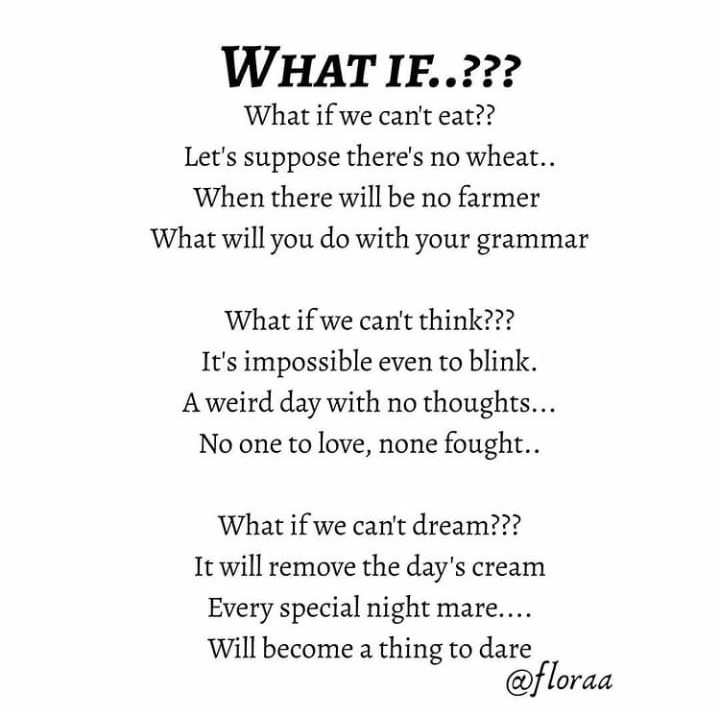 WHAT IF..???
What if we can't eat??
Let's suppose there's no wheat..
When there will be no farmer
What will you do with your grammar
What if we can't think???
It's impossible even to blink.
A weird day with no thoughts...
No one to love, none fought..
What if we can't dream???
It will remove the day's cream
Every special night mare....
Will become a thing to dare
@floraa